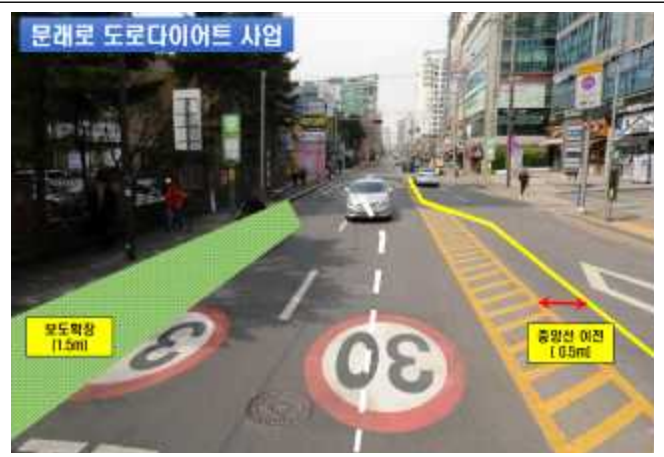 문래로 도로다이어트 사업
보도확장
(1.5m)
중앙선 이전
( 0.5m)
30
30